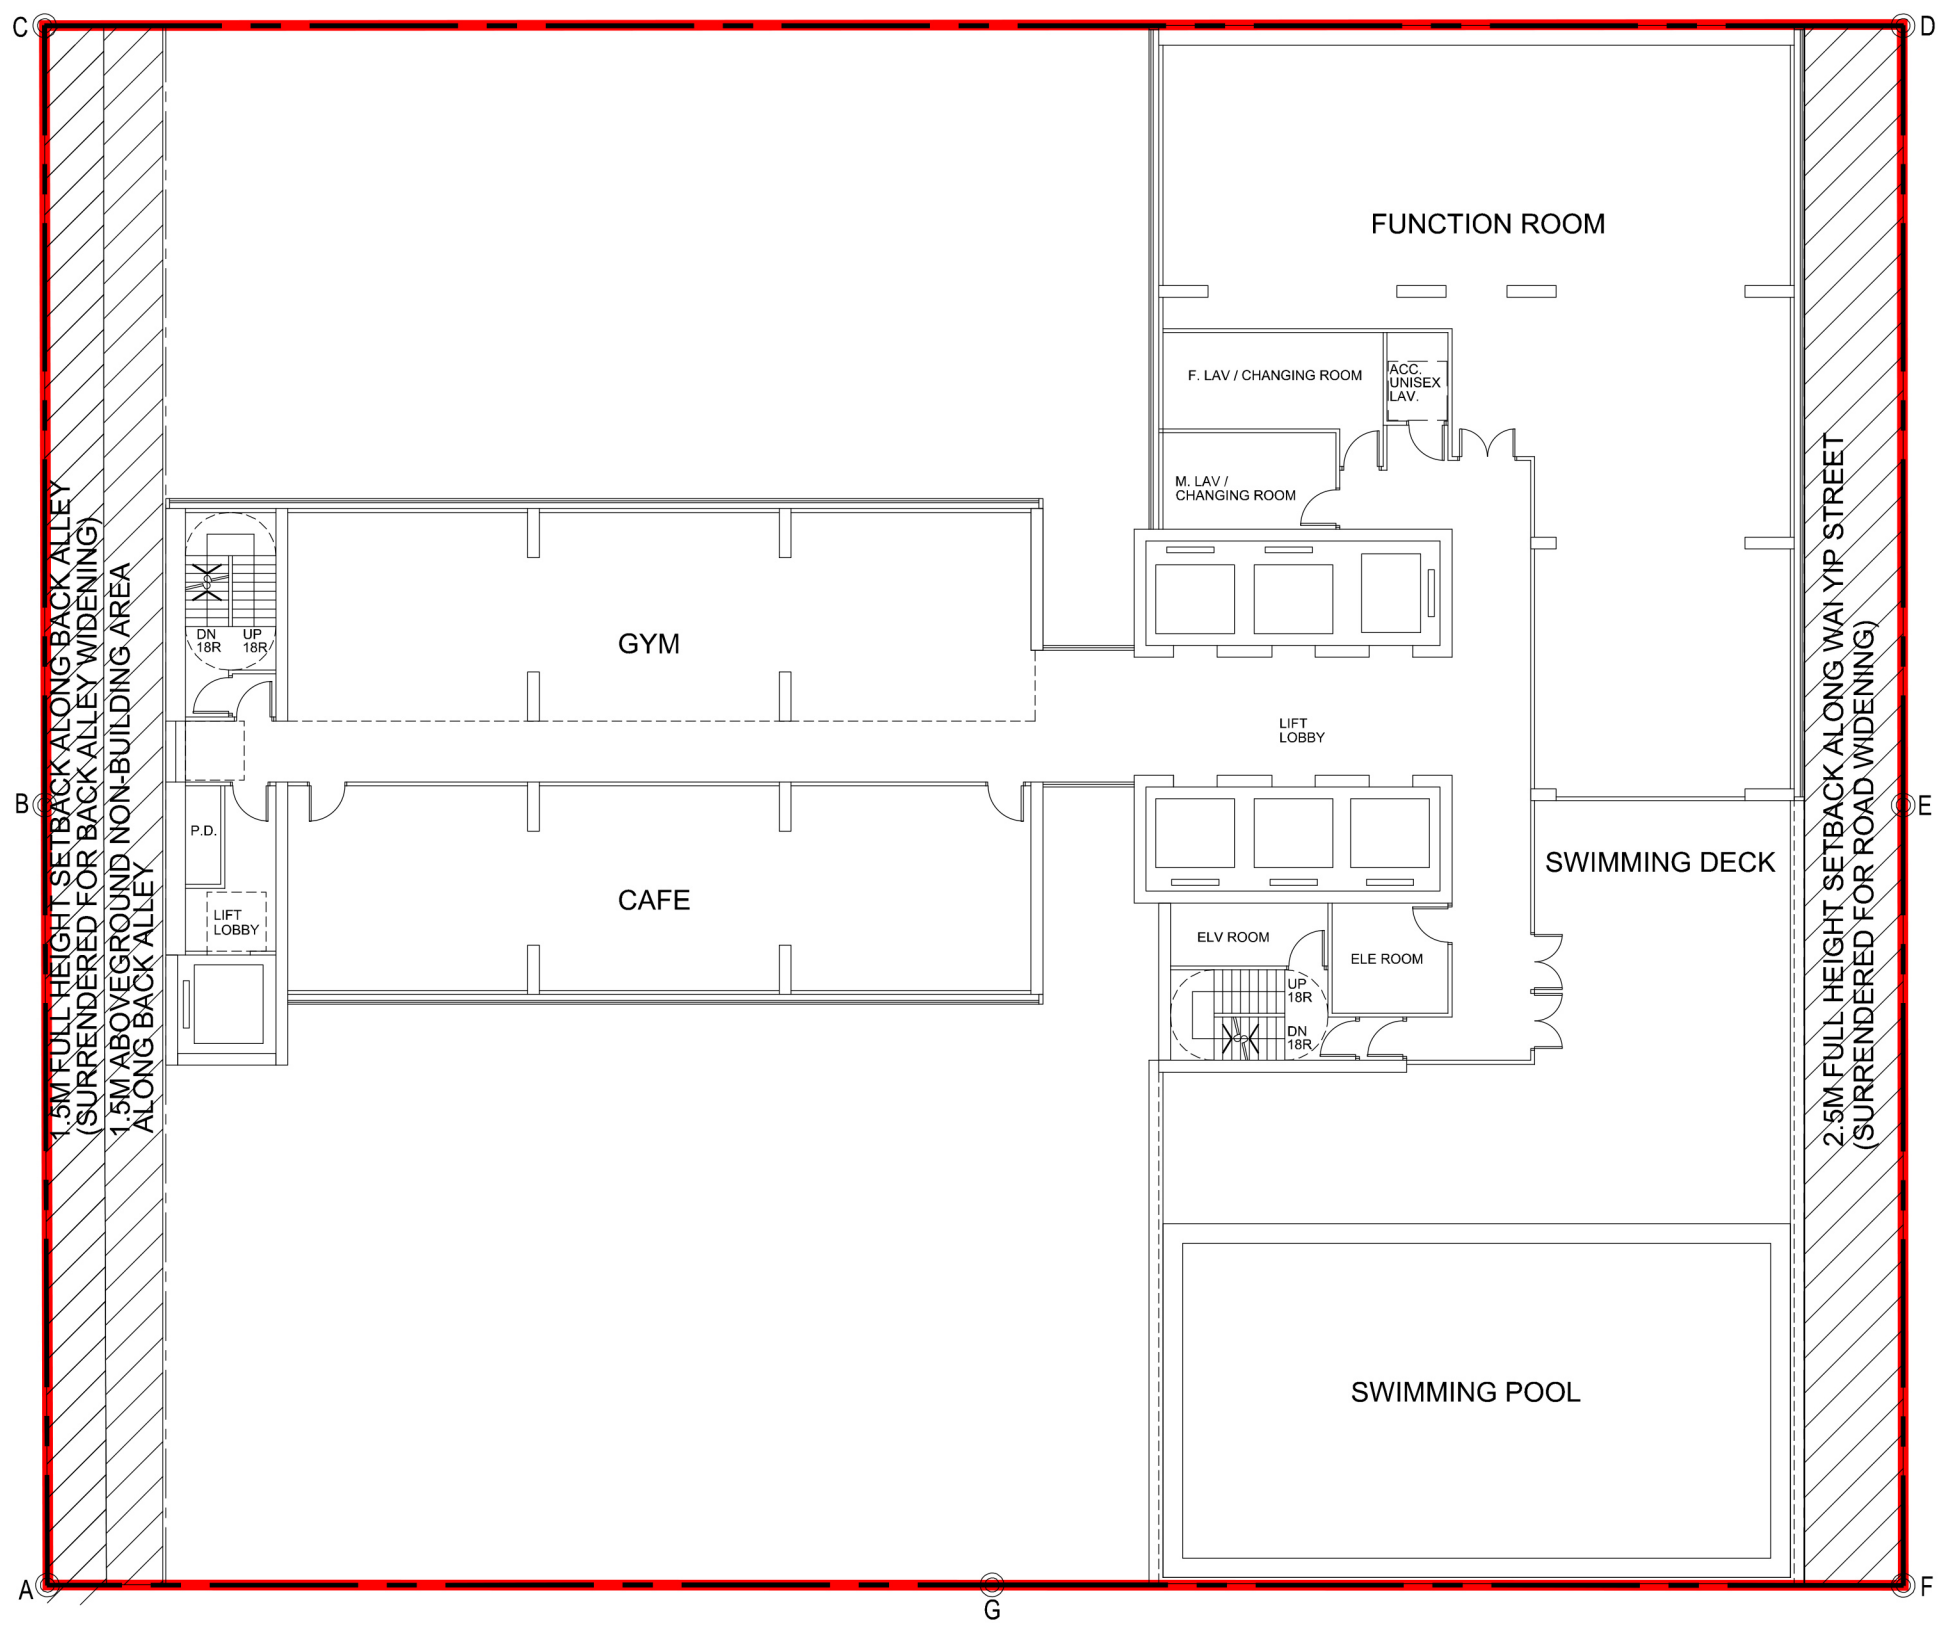 C
D
FUNCTION ROOM
F. LAV / CHANGING ROOM
ACC.
UNISEX
LAV.
M. LAV /
CHANGING ROOM
1.5M FULL HEIGHT SETBACK ALONG BACK ALLEY
(SURRENDERED FOR BACK ALLEY WIDENING)
1.5M ABOVEGROUND NON-BUILDING AREA
ALONG BACK ALLEY
2.5M FULL HEIGHT SETBACK ALONG WAI YIP STREET
(SURRENDERED FOR ROAD WIDENING)
DN
18R
UP
18R
GYM
LIFT
LOBBY
B
E
P.D.
SWIMMING DECK
CAFE
LIFT
LOBBY
ELV ROOM
ELE ROOM
UP
18R
DN
18R
SWIMMING POOL
A
G
F